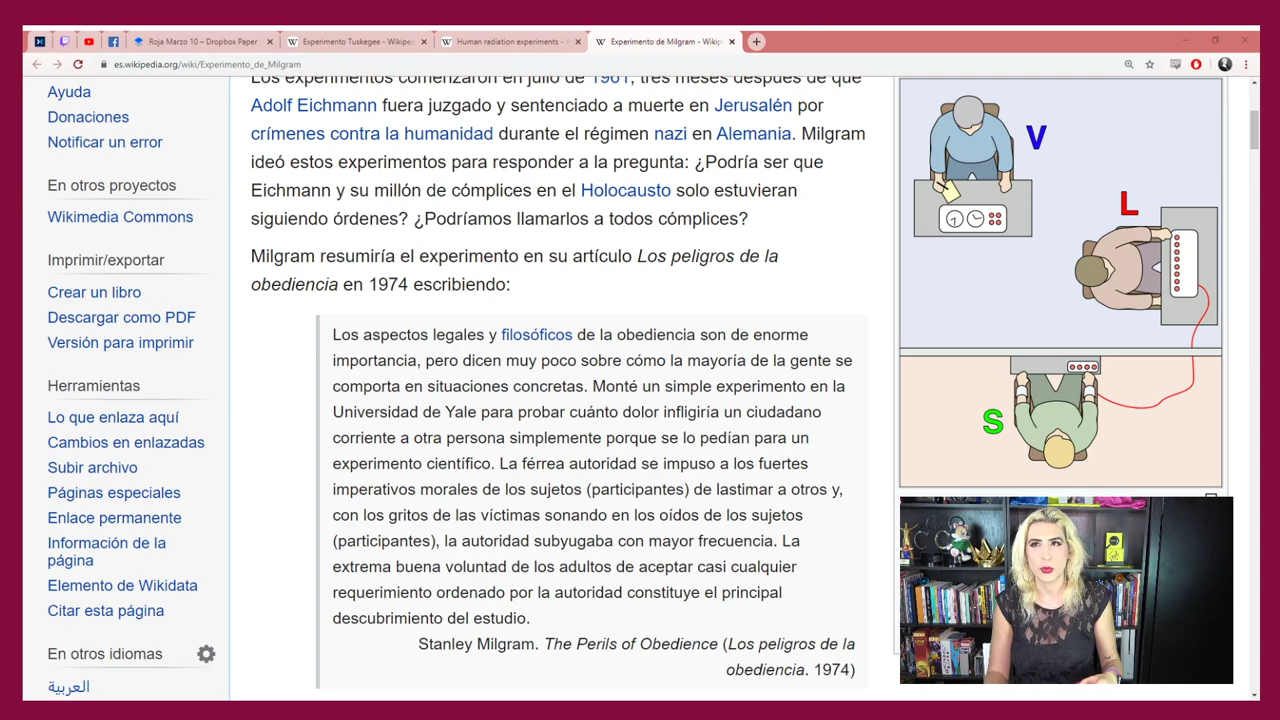 Roja Marzo 10 – Dropbox Paper
Experimento Tuskegee - Wikipe
Human radiation experiments - V
Experimento de Milgram - Wikip
es.wikipedia.org/wiki/Experimento_de_Milgram
Ayuda
Donaciones
Notificar un error
En otros proyectos
Wikimedia Commons
Imprimir/exportar
Crear un libro
Descargar como PDF
Versión para imprimir
Herramientas
Lo que enlaza aquí
Cambios en enlazadas
Subir archivo
Páginas especiales
Enlace permanente
Información de la
página
Elemento de Wikidata
Citar esta página
En otros idiomas
العربية
Los experimentos comenzaron en julio de 1961, tres meses después de que
Adolf Eichmann fuera juzgado y sentenciado a muerte en Jerusalén por
crímenes contra la humanidad durante el régimen nazi en Alemania. Milgram
ideó estos experimentos para responder a la pregunta: ¿Podría ser que
Eichmann y su millón de cómplices en el Holocausto solo estuvieran
siguiendo órdenes? ¿Podríamos llamarlos a todos cómplices?
Milgram resumiría el experimento en su artículo Los peligros de la
obediencia en 1974 escribiendo:
Los aspectos legales y filosóficos de la obediencia son de enorme
importancia, pero dicen muy poco sobre cómo la mayoría de la gente se
comporta en situaciones concretas. Monté un simple experimento en la
Universidad de Yale para probar cuánto dolor infligiría un ciudadano
corriente a otra persona simplemente porque se lo pedían para un
experimento científico. La férrea autoridad se impuso a los fuertes
imperativos morales de los sujetos (participantes) de lastimar a otros y,
con los gritos de las víctimas sonando en los oídos de los sujetos
(participantes), la autoridad subyugaba con mayor frecuencia. La
extrema buena voluntad de los adultos de aceptar casi cualquier
requerimiento ordenado por la autoridad constituye el principal
descubrimiento del estudio.
Stanley Milgram. The Perils of Obedience (Los peligros de la
obediencia. 1974)
V
L
S